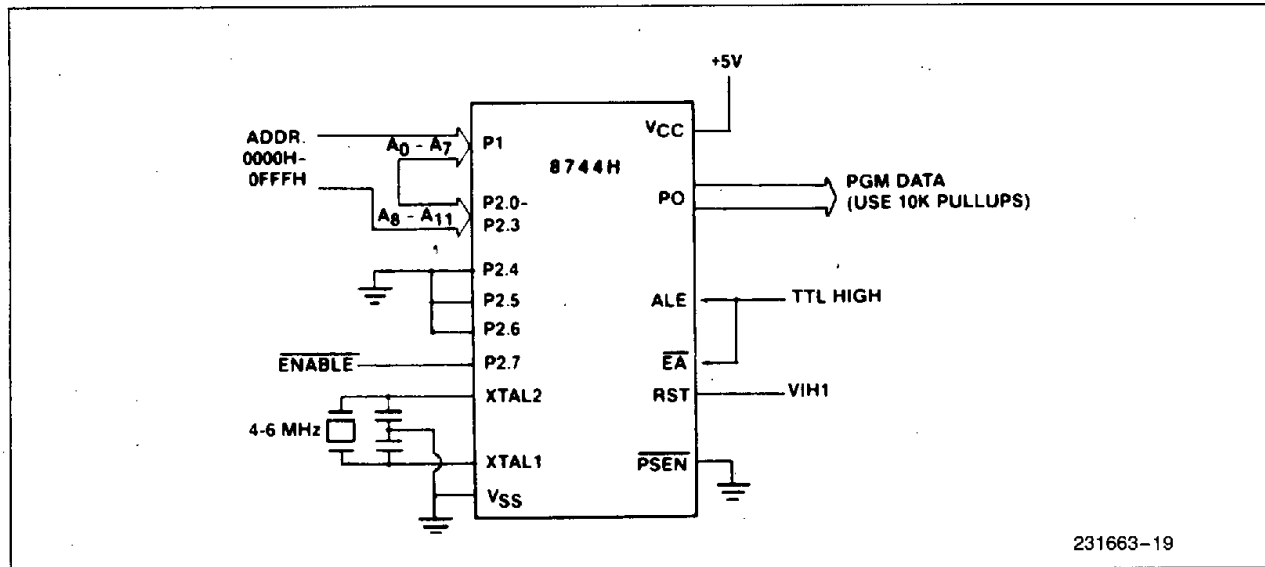 +5V
ADDR.
0000H-
0FFFH
A0 - A7
A8 - A11
P1
P2.0-
P2.3
P2.4
P2.5
P2.6
ENABLE
P2.7
XTAL2
4-6 MHz
XTAL1
VSS
8744H
VCC
PO
PGM DATA
(USE 10K PULLUPS)
ALE
TTL HIGH
EA
RST
VIH1
PSEN
231663-19